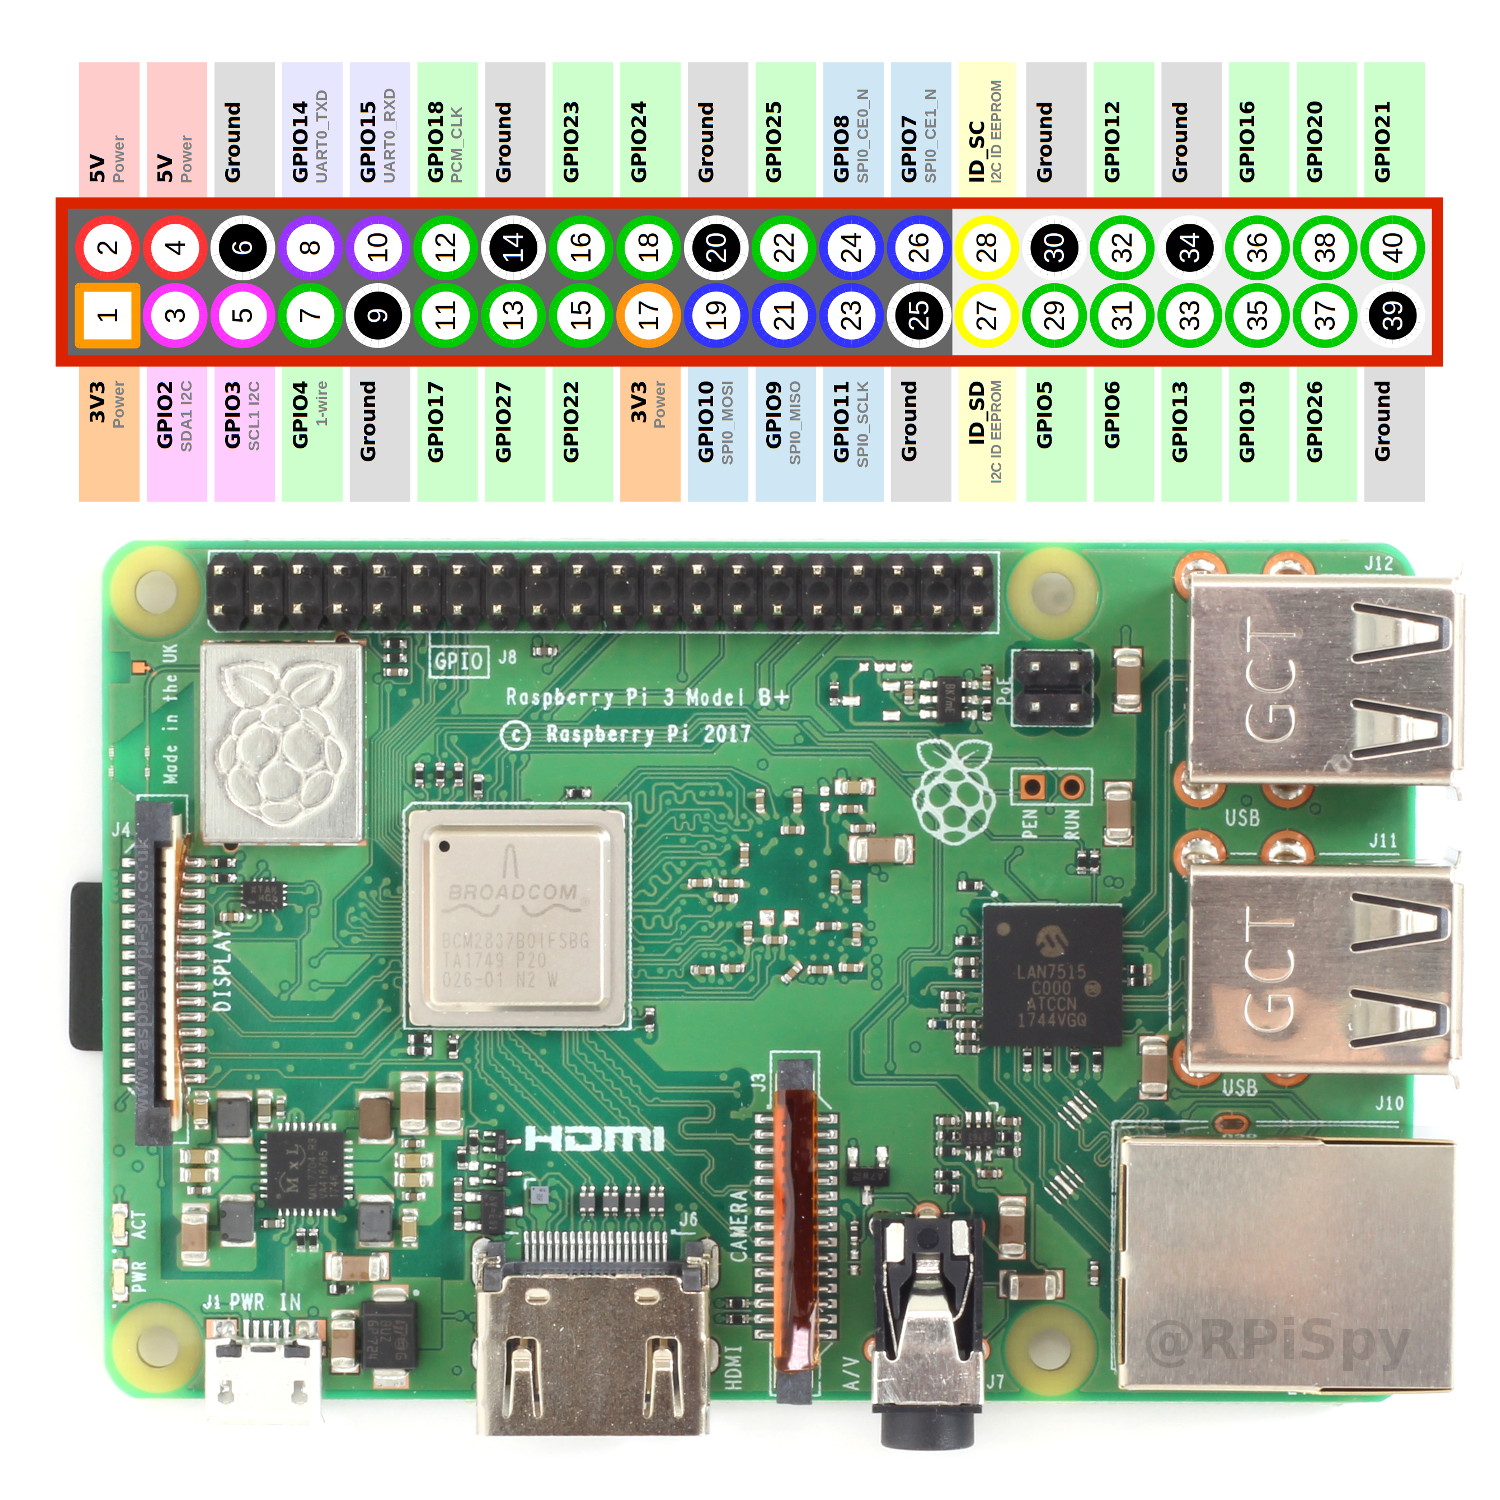 5V
Power
5V
Power
Ground
GPIO14
UART0_TXD
GPIO15
UART0_RXD
GPIO18
PCM_CLK
Ground
GPIO23
GPIO24
Ground
GPIO25
GPIO8
SPI0_CE0_N
GPIO7
SPI0_CE1_N
ID_SC
I2C ID EEPROM
Ground
GPIO12
Ground
GPIO16
GPIO20
GPIO21
2 4 6 8 10 12 14 16 18 20 22 24 26 28 30 32 34 36 38 40
1 3 5 7 9 11 13 15 17 19 21 23 25 27 29 31 33 35 37 39
3V3
Power
GPIO2
SDA1 I2C
GPIO3
SCL1 I2C
GPIO4
1-wire
Ground
GPIO17
GPIO27
GPIO22
3V3
Power
GPIO10
SPI0_MOSI
GPIO9
SPI0_MISO
GPIO11
SPI0_SCLK
Ground
ID_SD
I2C ID EEPROM
GPIO5
GPIO6
GPIO13
GPIO19
GPIO26
Ground
J12
Made in the UK
GPIO J8
Raspberry Pi 3 Model B+
© Raspberry Pi 2017
PoE
GCT
PEN
RUN
USB
J4
J11
BROADCOM
BCM2837B0IFSBG
TA1749 P20
026-01 N2 W
www.raspberrypi-spy.co.uk
DISPLAY
LAN7515
C000
ATCCN
1744VGQ
GCT
USB
J3
J10
HDMI
MxL
ACT
PWR
CAMERA
J6
J1 PWR IN
HDMI
A/V
J7
@RPiSpy